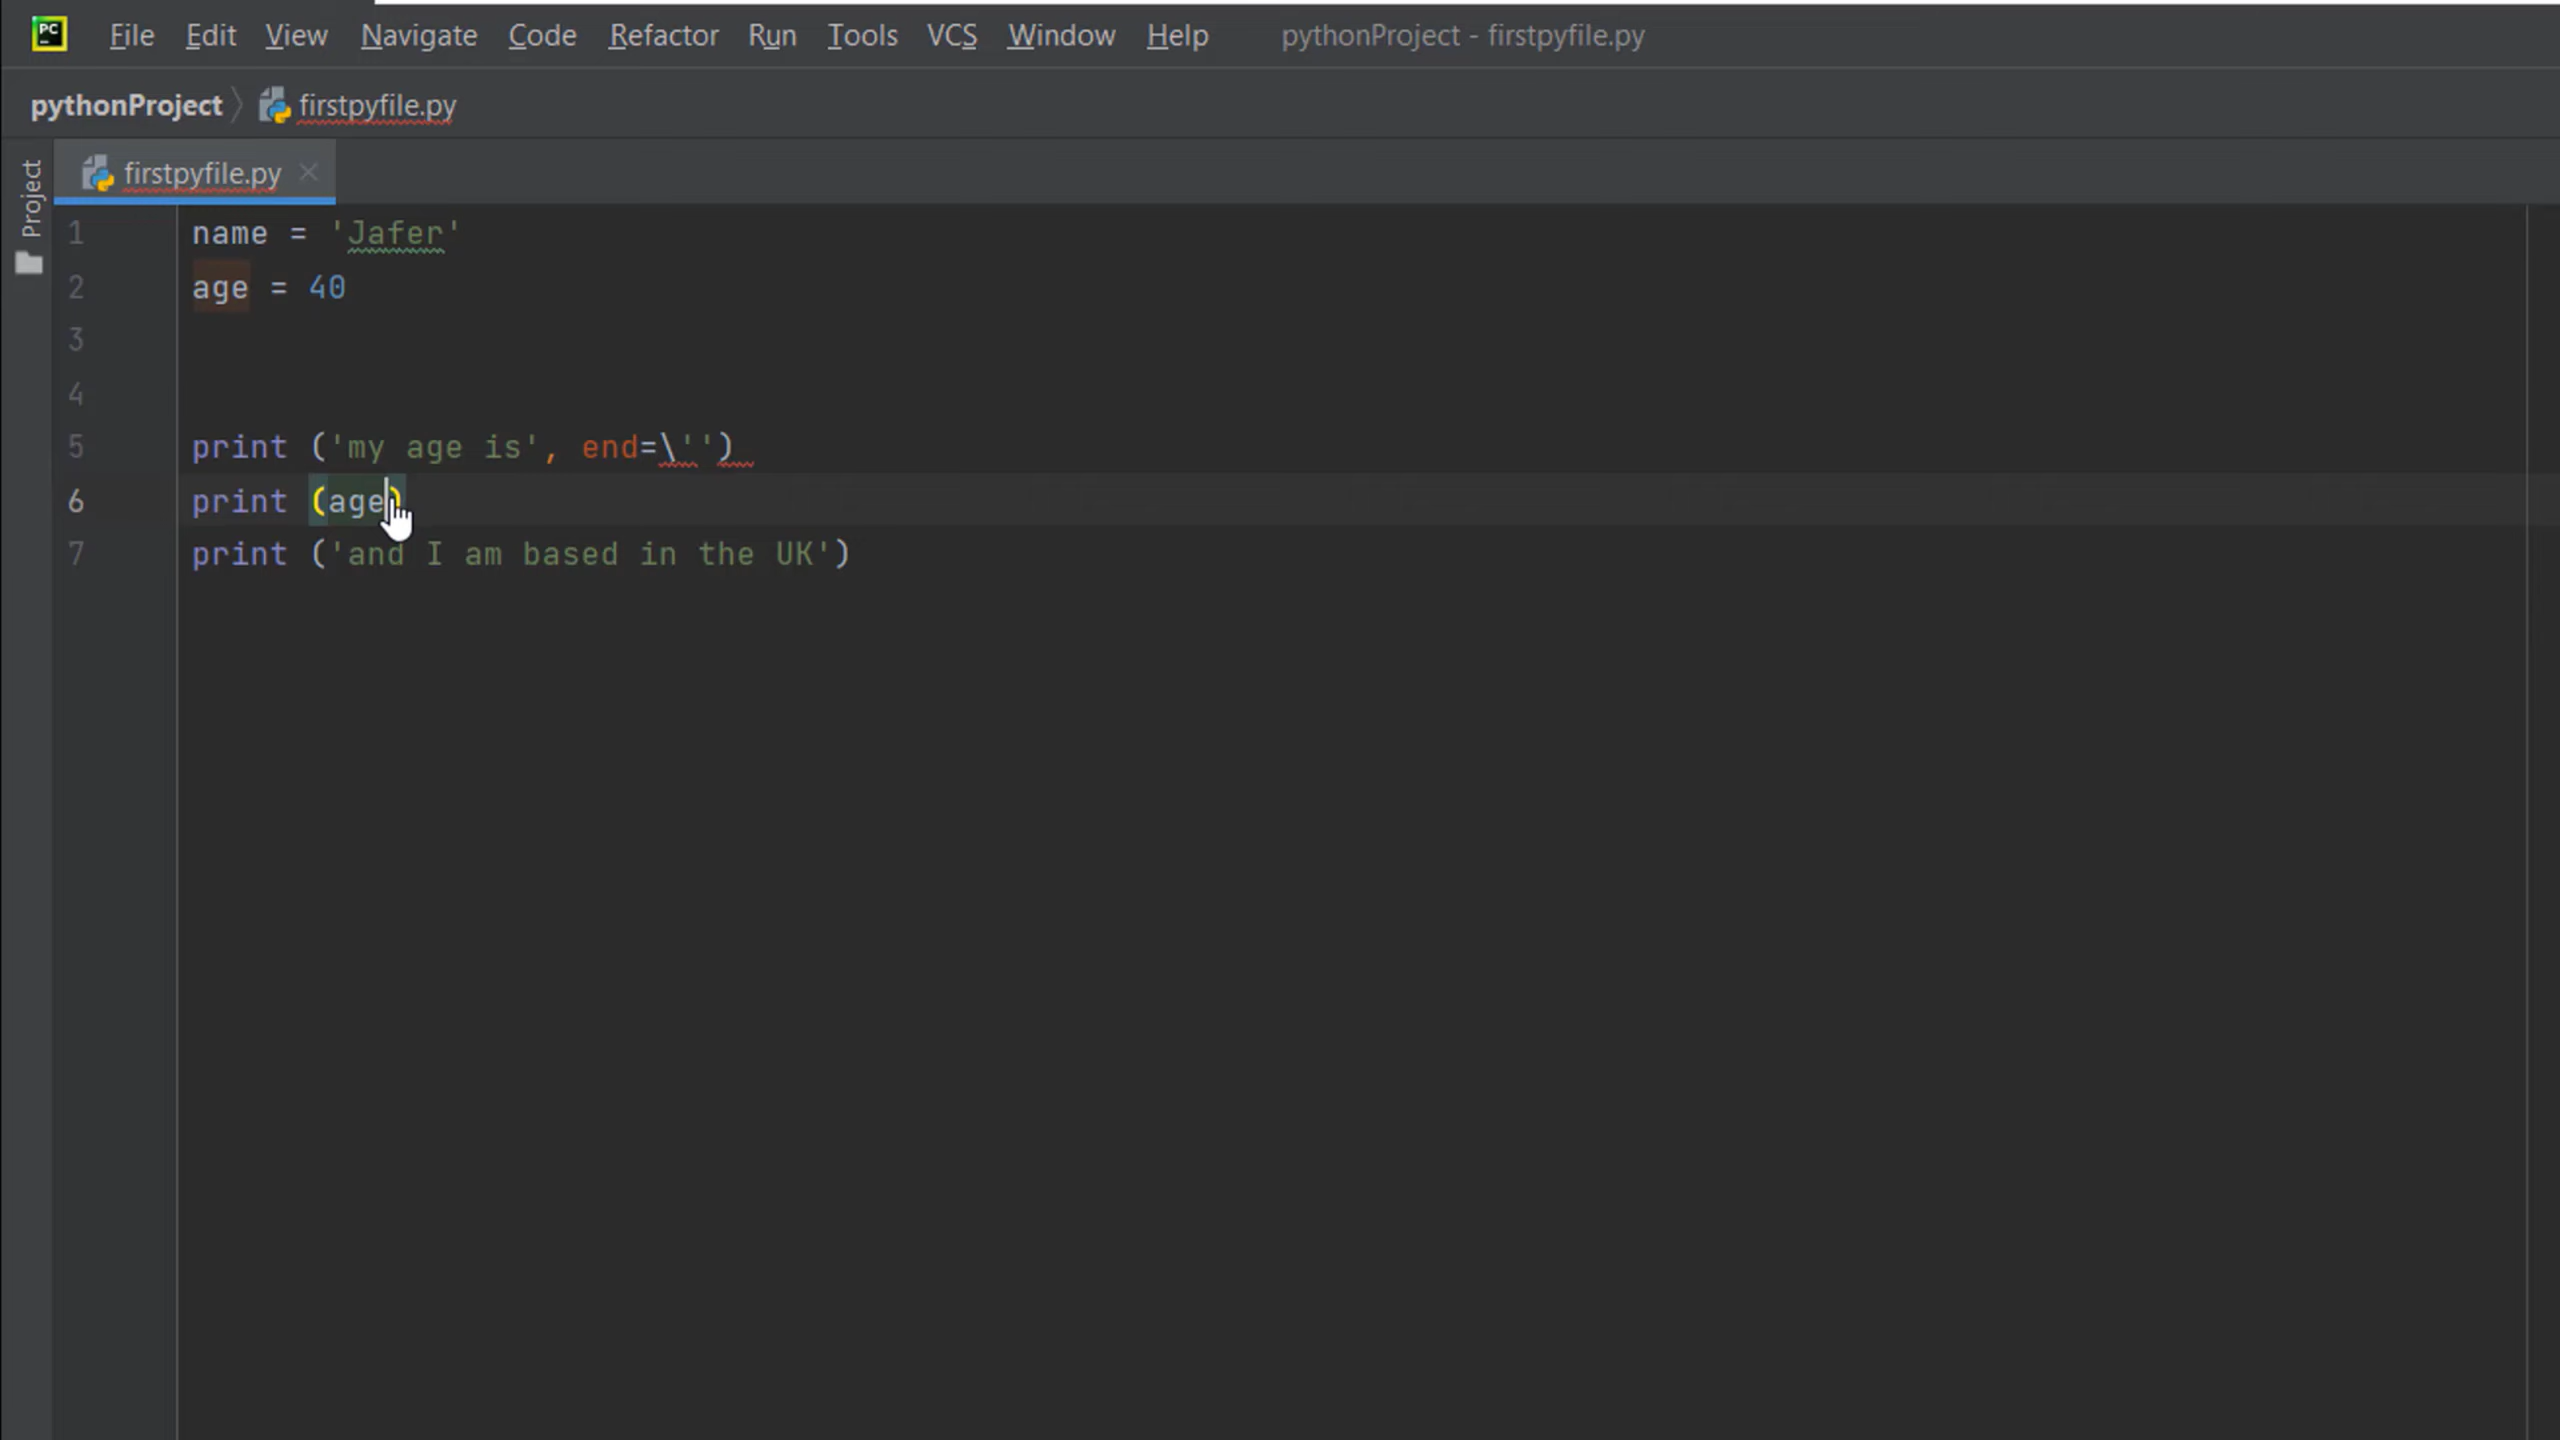 PC File Edit View Navigate Code Refactor Run Tools VCS Window Help pythonProject - firstpyfile.py
pythonProject firstpyfile.py
Project
firstpyfile.py
1 name = 'Jafer'
2 age = 40
3
4
5 print ('my age is', end=\'')
6 print (age)
7 print ('and I am based in the UK')